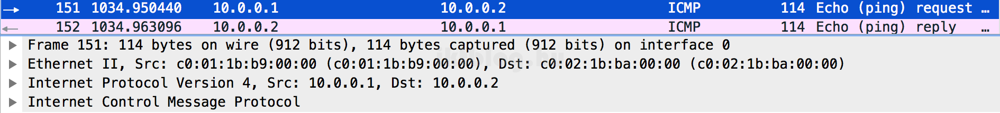 151 1034.950440 10.0.0.1 10.0.0.2 ICMP 114 Echo (ping) request …
152 1034.963096 10.0.0.2 10.0.0.1 ICMP 114 Echo (ping) reply …
Frame 151: 114 bytes on wire (912 bits), 114 bytes captured (912 bits) on interface 0
Ethernet II, Src: c0:01:1b:b9:00:00 (c0:01:1b:b9:00:00), Dst: c0:02:1b:ba:00:00 (c0:02:1b:ba:00:00)
Internet Protocol Version 4, Src: 10.0.0.1, Dst: 10.0.0.2
Internet Control Message Protocol